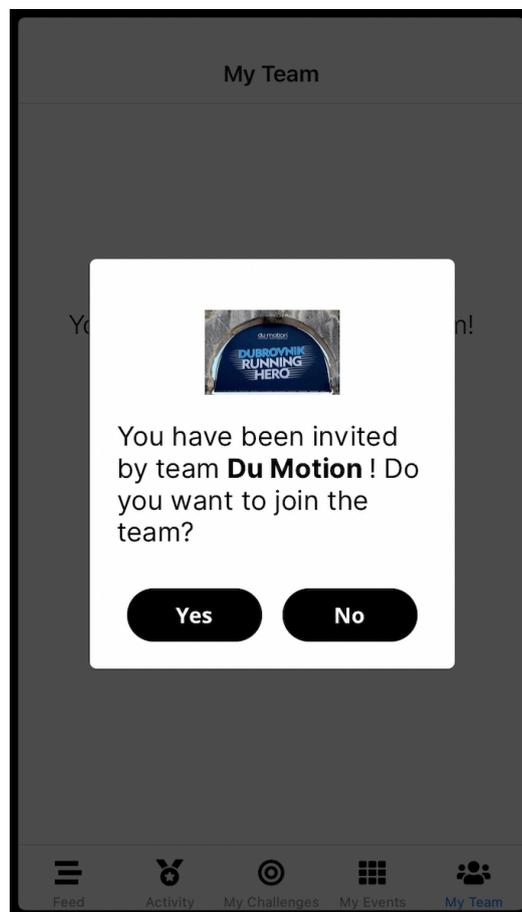 My Team
du motion
DUBROVNIK
RUNNING
HERO
You have been invited
by team Du Motion ! Do
you want to join the
team?
Yes
No
Feed
Activity
My Challenges
My Events
My Team